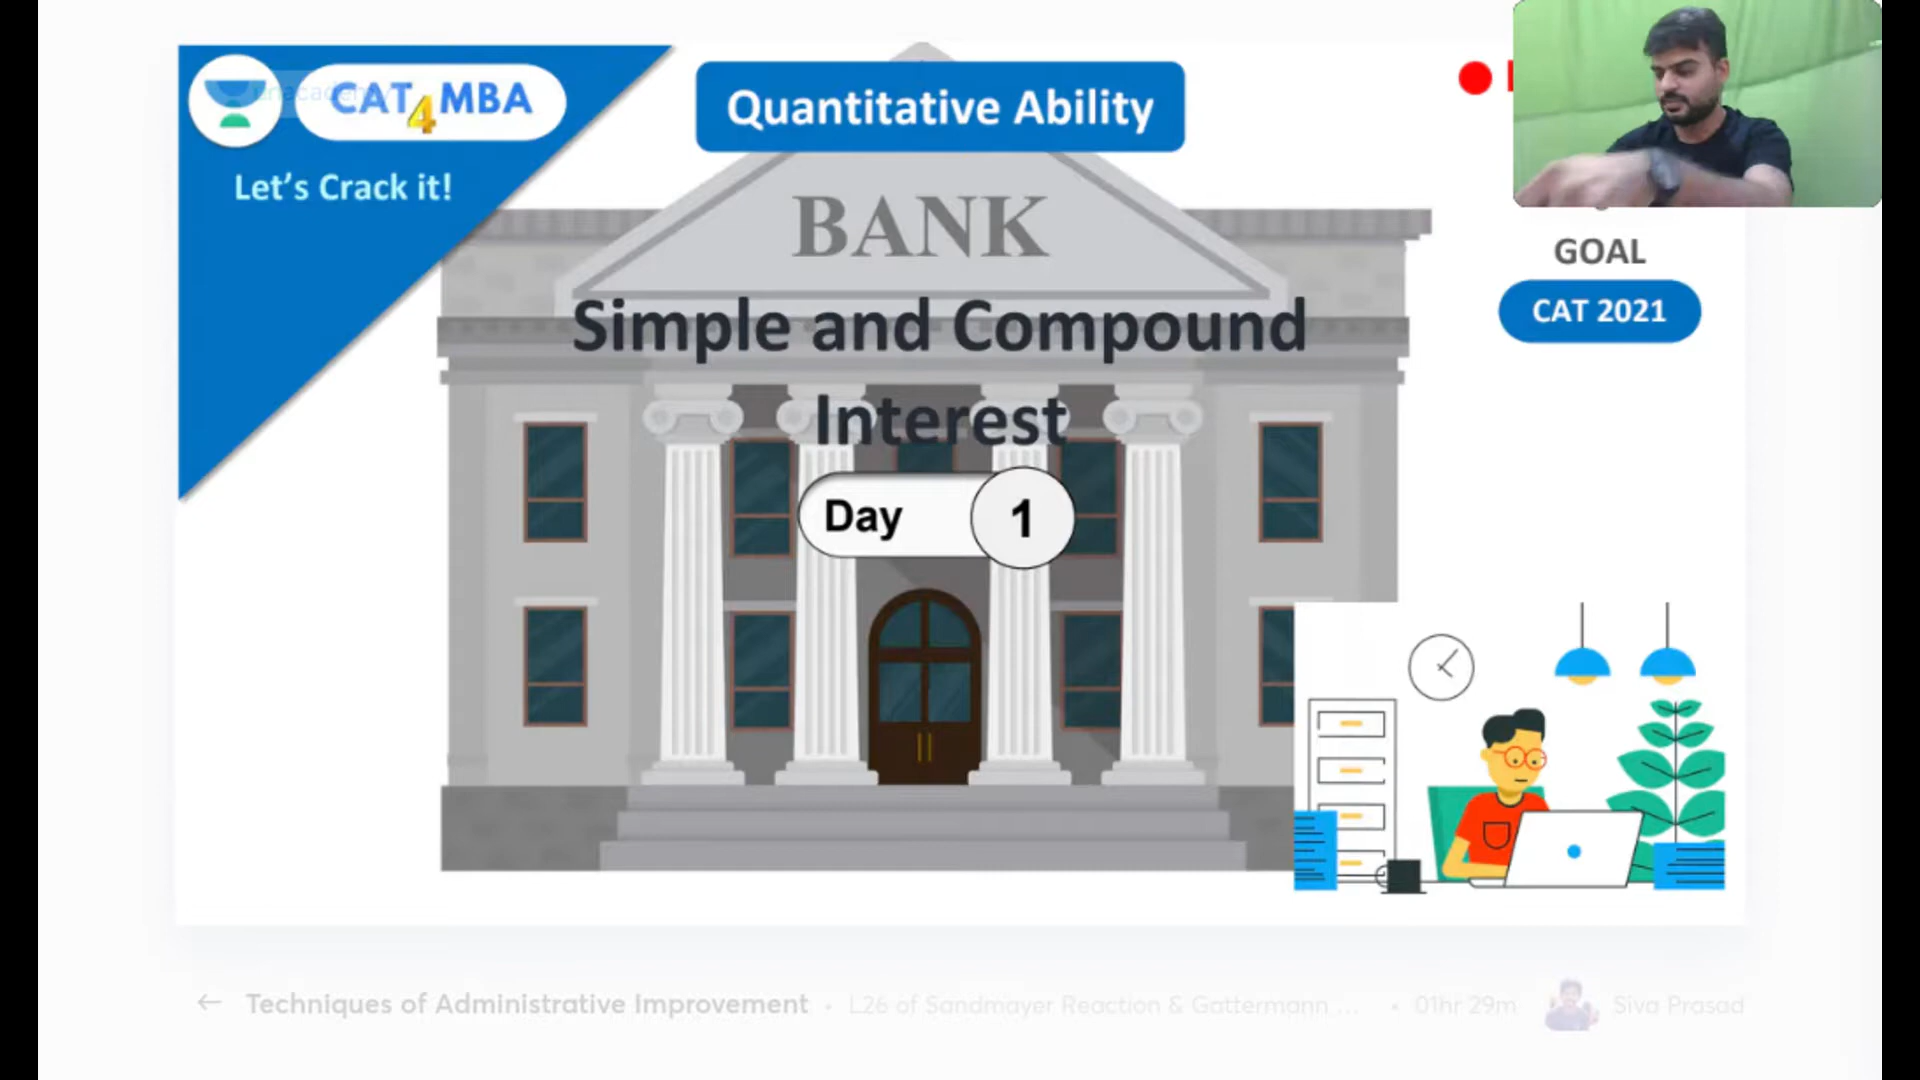 CAT4MBA
Let's Crack it!
Quantitative Ability
BANK
Simple and Compound
Interest
Day 1
GOAL
CAT 2021
← Techniques of Administrative Improvement • L26 of Sandmayer Reaction & Gattermann ... • 01hr 29m Siva Prasad